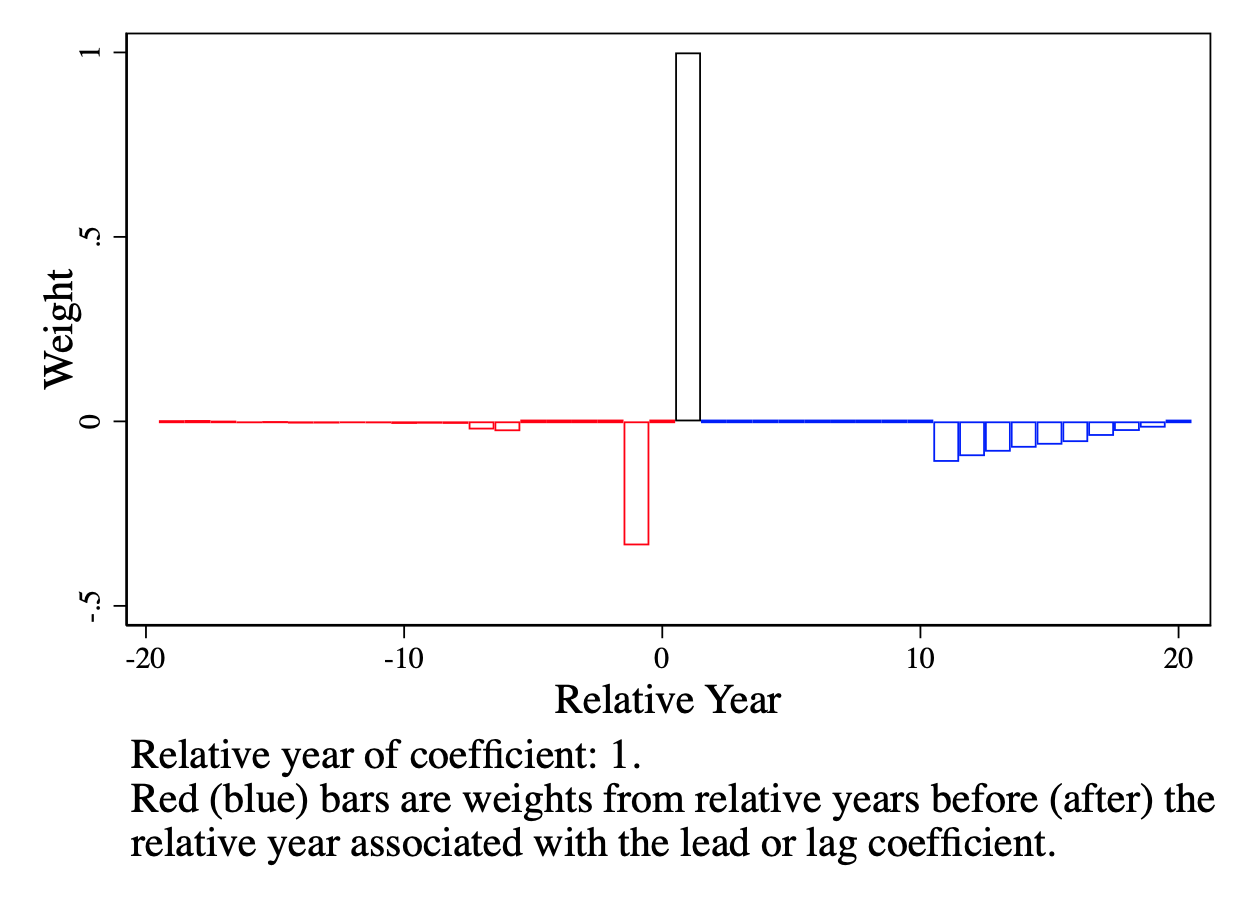 1
.5
Weight
0
-.5
-20 -10 0 10 20
Relative Year
Relative year of coefficient: 1.
Red (blue) bars are weights from relative years before (after) the
relative year associated with the lead or lag coefficient.